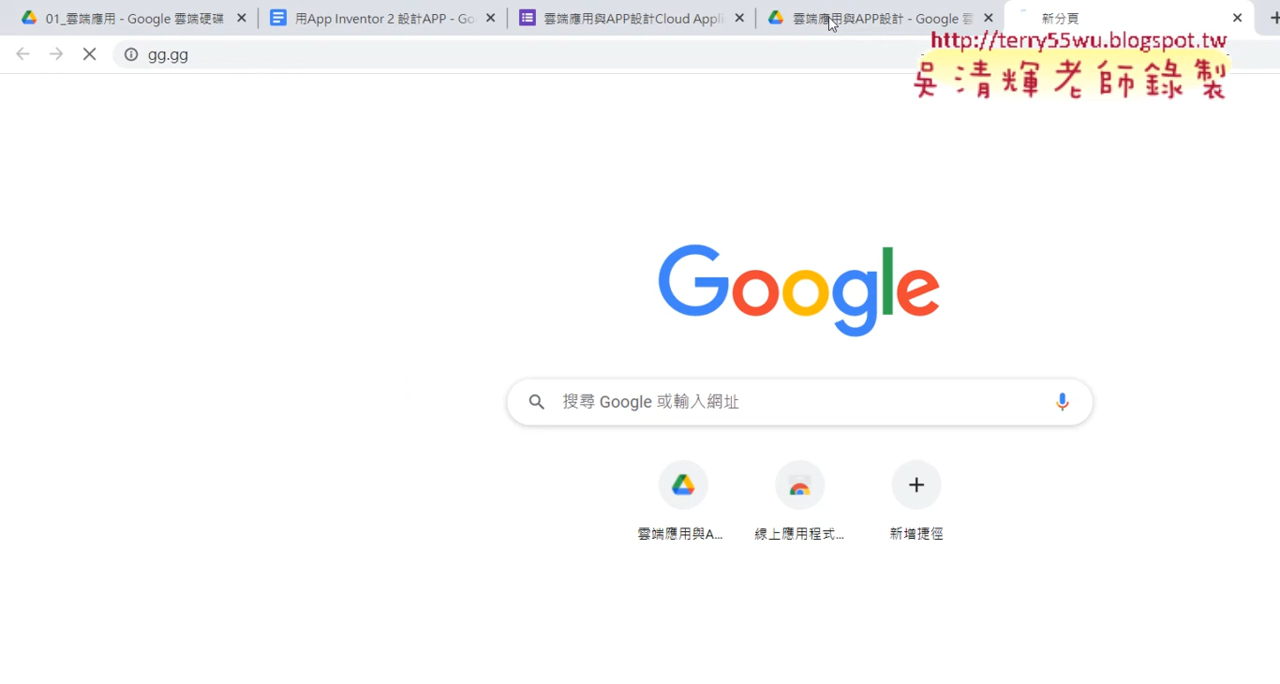 01_雲端應用 - Google 雲端硬碟
用App Inventor 2 設計APP - Go
雲端應用與APP設計Cloud Appli
雲端應用與APP設計 - Google 雲
新分頁
gg.gg
http://terry55wu.blogspot.tw
吳清輝老師錄製
Google
搜尋 Google 或輸入網址
雲端應用與A...
線上應用程式...
新增捷徑